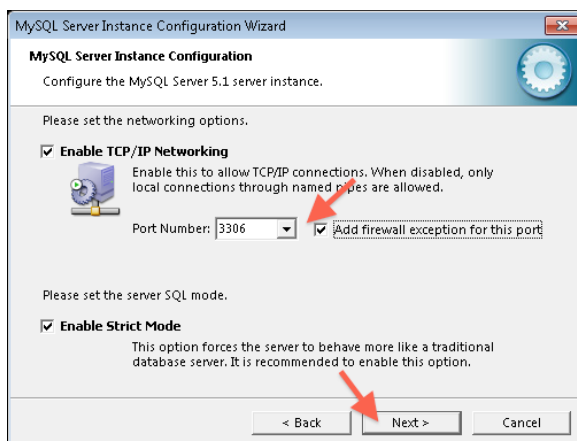 MySQL Server Instance Configuration Wizard
MySQL Server Instance Configuration
Configure the MySQL Server 5.1 server instance.
Please set the networking options.
Enable TCP/IP Networking
Enable this to allow TCP/IP connections. When disabled, only
local connections through named pipes are allowed.
Port Number: 3306 Add firewall exception for this port
Please set the server SQL mode.
Enable Strict Mode
This option forces the server to behave more like a traditional
database server. It is recommended to enable this option.
< Back Next > Cancel